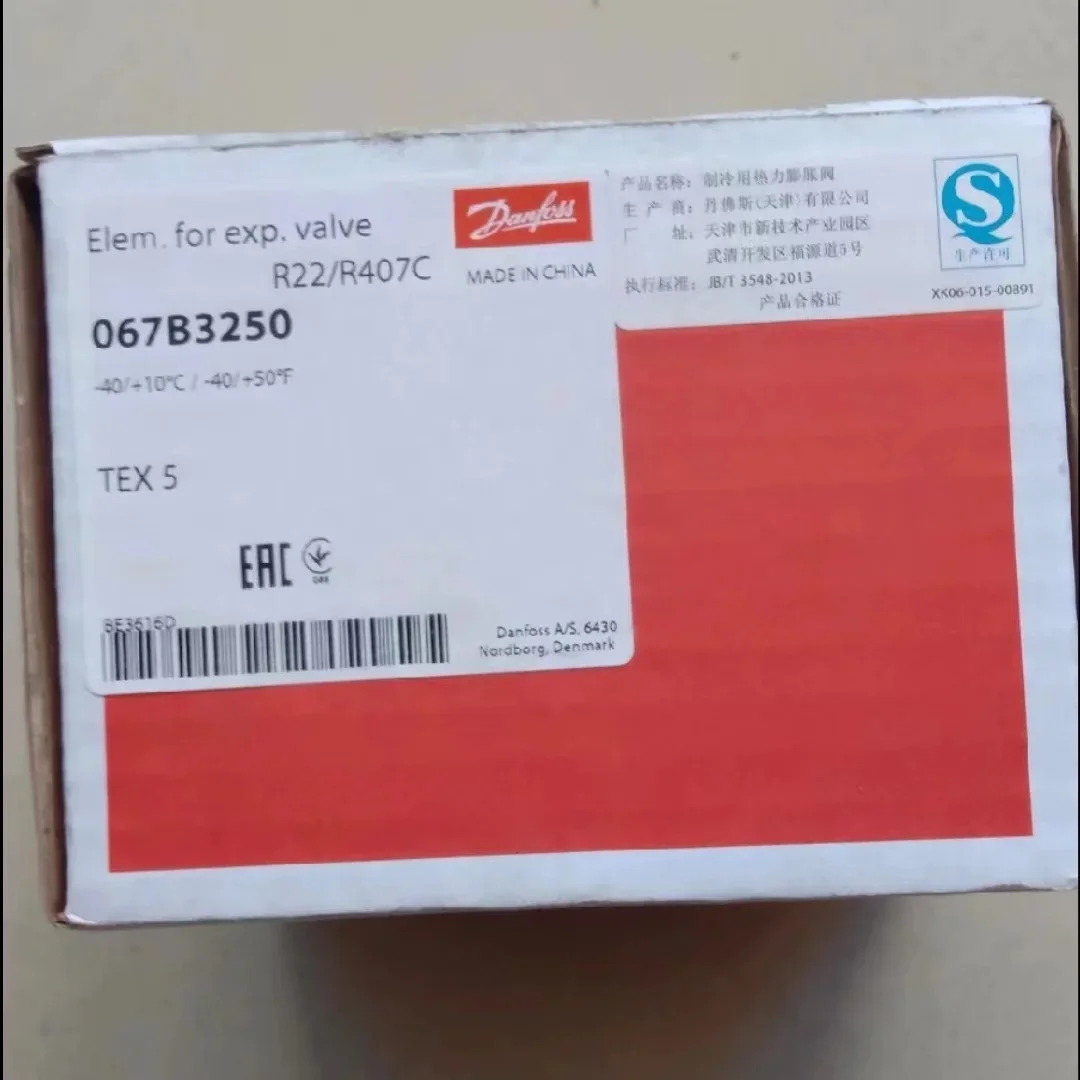 Elem. for exp. valve
R22/R407C
Danfoss
MADE IN CHINA
067B3250
-40/+10°C / -40/+50°F
TEX 5
EAC
BE3616D
Danfoss A/S, 6430
Nordborg, Denmark
产品名称: 制冷用热力膨胀阀
生产商: 丹佛斯(天津)有限公司
厂址: 天津市新技术产业园区
武清开发区福源道5号
执行标准: JB/T 3548-2013
产品合格证
S
生产许可
XK06-015-00891